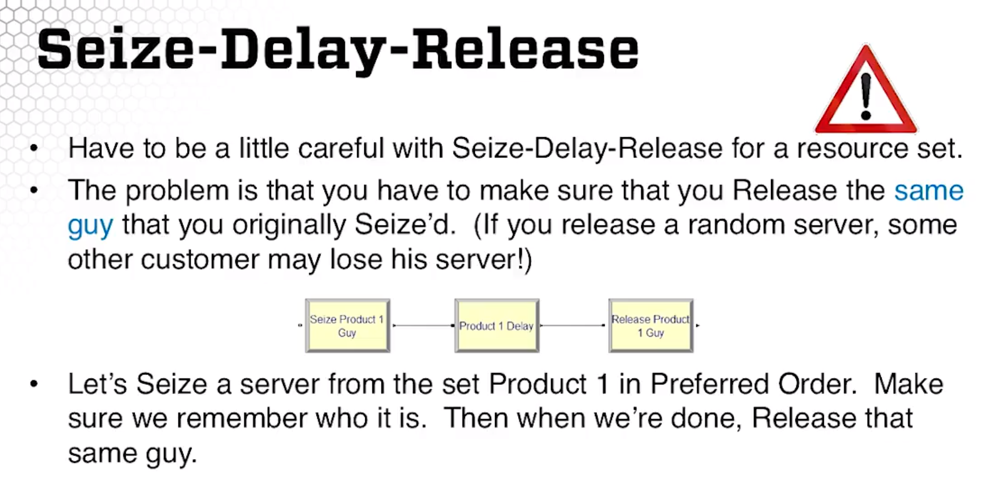 Seize-Delay-Release
• Have to be a little careful with Seize-Delay-Release for a resource set.
• The problem is that you have to make sure that you Release the same
guy that you originally Seize’d.  (If you release a random server, some
other customer may lose his server!)
Seize Product 1
Guy
Product 1 Delay
Release Product
1 Guy
• Let’s Seize a server from the set Product 1 in Preferred Order.  Make
sure we remember who it is.  Then when we’re done, Release that
same guy.